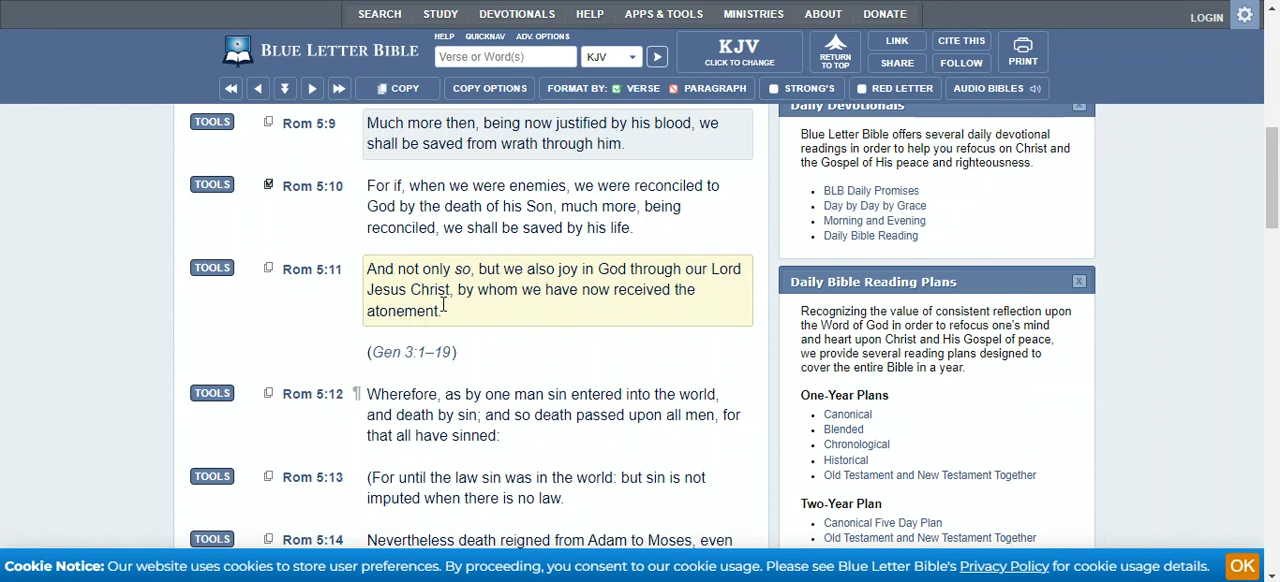 SEARCH STUDY DEVOTIONALS HELP APPS & TOOLS MINISTRIES ABOUT DONATE
LOGIN
BLUE LETTER BIBLE
HELP QUICKNAV ADV. OPTIONS
Verse or Word(s) KJV
KJV
CLICK TO CHANGE
RETURN
TO TOP
LINK
SHARE
CITE THIS
FOLLOW
PRINT
COPY COPY OPTIONS FORMAT BY: VERSE PARAGRAPH STRONG'S RED LETTER AUDIO BIBLES
TOOLS Rom 5:9 Much more then, being now justified by his blood, we
shall be saved from wrath through him.
TOOLS Rom 5:10 For if, when we were enemies, we were reconciled to
God by the death of his Son, much more, being
reconciled, we shall be saved by his life.
TOOLS Rom 5:11 And not only so, but we also joy in God through our Lord
Jesus Christ, by whom we have now received the
atonement.
(Gen 3:1–19)
TOOLS Rom 5:12 ¶ Wherefore, as by one man sin entered into the world,
and death by sin; and so death passed upon all men, for
that all have sinned:
TOOLS Rom 5:13 (For until the law sin was in the world: but sin is not
imputed when there is no law.
TOOLS Rom 5:14 Nevertheless death reigned from Adam to Moses, even
Daily Devotionals x
Blue Letter Bible offers several daily devotional
readings in order to help you refocus on Christ and
the Gospel of His peace and righteousness.
• BLB Daily Promises
• Day by Day by Grace
• Morning and Evening
• Daily Bible Reading
Daily Bible Reading Plans x
Recognizing the value of consistent reflection upon
the Word of God in order to refocus one's mind
and heart upon Christ and His Gospel of peace,
we provide several reading plans designed to
cover the entire Bible in a year.
One-Year Plans
• Canonical
• Blended
• Chronological
• Historical
• Old Testament and New Testament Together
Two-Year Plan
• Canonical Five Day Plan
• Old Testament and New Testament Together
Cookie Notice: Our website uses cookies to store user preferences. By proceeding, you consent to our cookie usage. Please see Blue Letter Bible's Privacy Policy for cookie usage details. OK